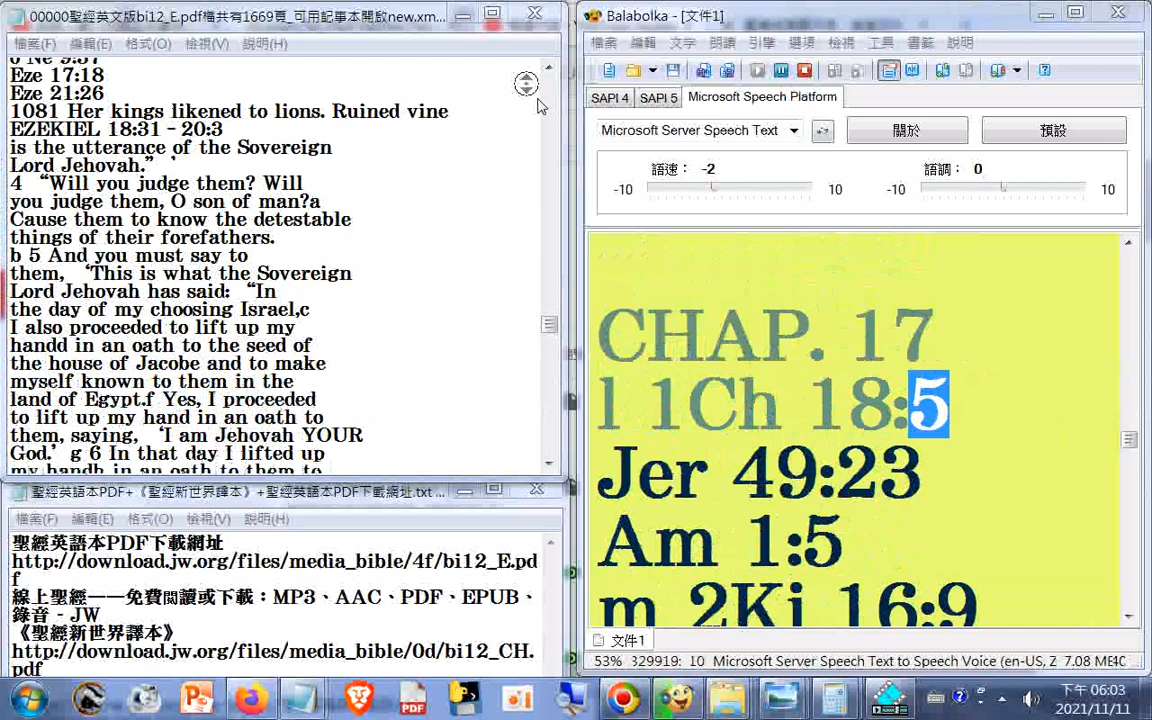 00000聖經英文版bi12_E.pdf檔共有1669頁_可用記事本開啟new.xm...
檔案(F) 編輯(E) 格式(O) 檢視(V) 說明(H)
6 Ne 9:37
Eze 17:18
Eze 21:26
1081 Her kings likened to lions. Ruined vine
EZEKIEL 18:31 – 20:3
is the utterance of the Sovereign
Lord Jehovah.” ’
4 “Will you judge them? Will
you judge them, O son of man?a
Cause them to know the detestable
things of their forefathers.
b 5 And you must say to
them, ‘This is what the Sovereign
Lord Jehovah has said: “In
the day of my choosing Israel,c
I also proceeded to lift up my
handd in an oath to the seed of
the house of Jacobe and to make
myself known to them in the
land of Egypt.f Yes, I proceeded
to lift up my hand in an oath to
them, saying, ‘I am Jehovah YOUR
God.’ g 6 In that day I lifted up
my handh in an oath to them to
聖經英語本PDF+《聖經新世界譯本》+聖經英語本PDF下載網址.txt ...
檔案(F) 編輯(E) 格式(O) 檢視(V) 說明(H)
聖經英語本PDF下載網址
http://download.jw.org/files/media_bible/4f/bi12_E.pd
f
線上聖經——免費閱讀或下載：MP3、AAC、PDF、EPUB、
錄音 - JW
《聖經新世界譯本》
http://download.jw.org/files/media_bible/0d/bi12_CH.
pdf
Balabolka - [文件1]
檔案 編輯 文字 朗讀 引擎 選項 檢視 工具 書籤 說明
SAPI 4 SAPI 5 Microsoft Speech Platform
Microsoft Server Speech Text 關於 預設
語速： -2 語調： 0
-10 10 -10 10
CHAP. 17
l 1Ch 18:5
Jer 49:23
Am 1:5
m 2Ki 16:9
文件1
53% 329919: 10 Microsoft Server Speech Text to Speech Voice (en-US, Z 7.08 ME
下午 06:03
2021/11/11